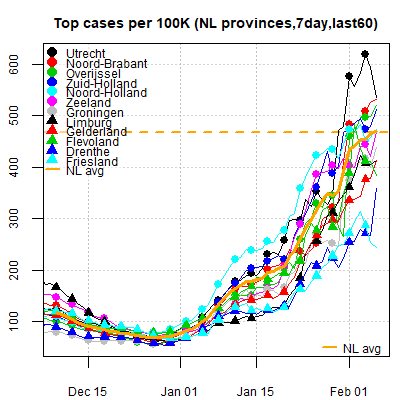 Top cases per 100K (NL provinces,7day,last60)
Utrecht
Noord-Brabant
Overijssel
Zuid-Holland
Noord-Holland
Zeeland
Groningen
Limburg
Gelderland
Flevoland
Drenthe
Friesland
NL avg
600
500
400
300
200
100
NL avg
Dec 15
Jan 01
Jan 15
Feb 01